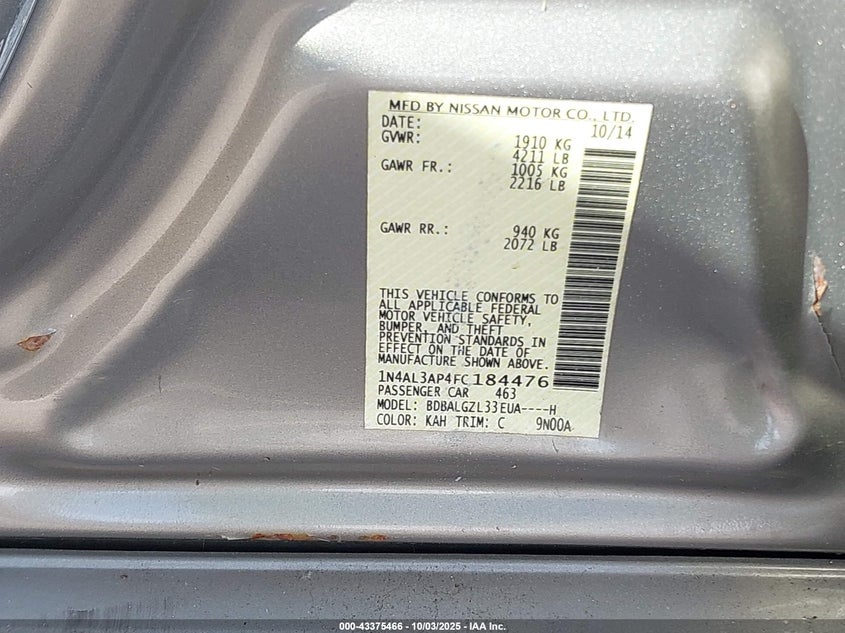 MFD BY NISSAN MOTOR CO., LTD.
DATE: 10/14
GVWR: 1910 KG
4211 LB
GAWR FR.: 1005 KG
2216 LB
GAWR RR.: 940 KG
2072 LB
THIS VEHICLE CONFORMS TO
ALL APPLICABLE FEDERAL
MOTOR VEHICLE SAFETY,
BUMPER, AND THEFT
PREVENTION STANDARDS IN
EFFECT ON THE DATE OF
MANUFACTURE SHOWN ABOVE.
1N4AL3AP4FC184476
PASSENGER CAR 463
MODEL: BDBALGZL33EUA----H
COLOR: KAH TRIM: C 9N00A
000-43375466 - 10/03/2025 - IAA Inc.